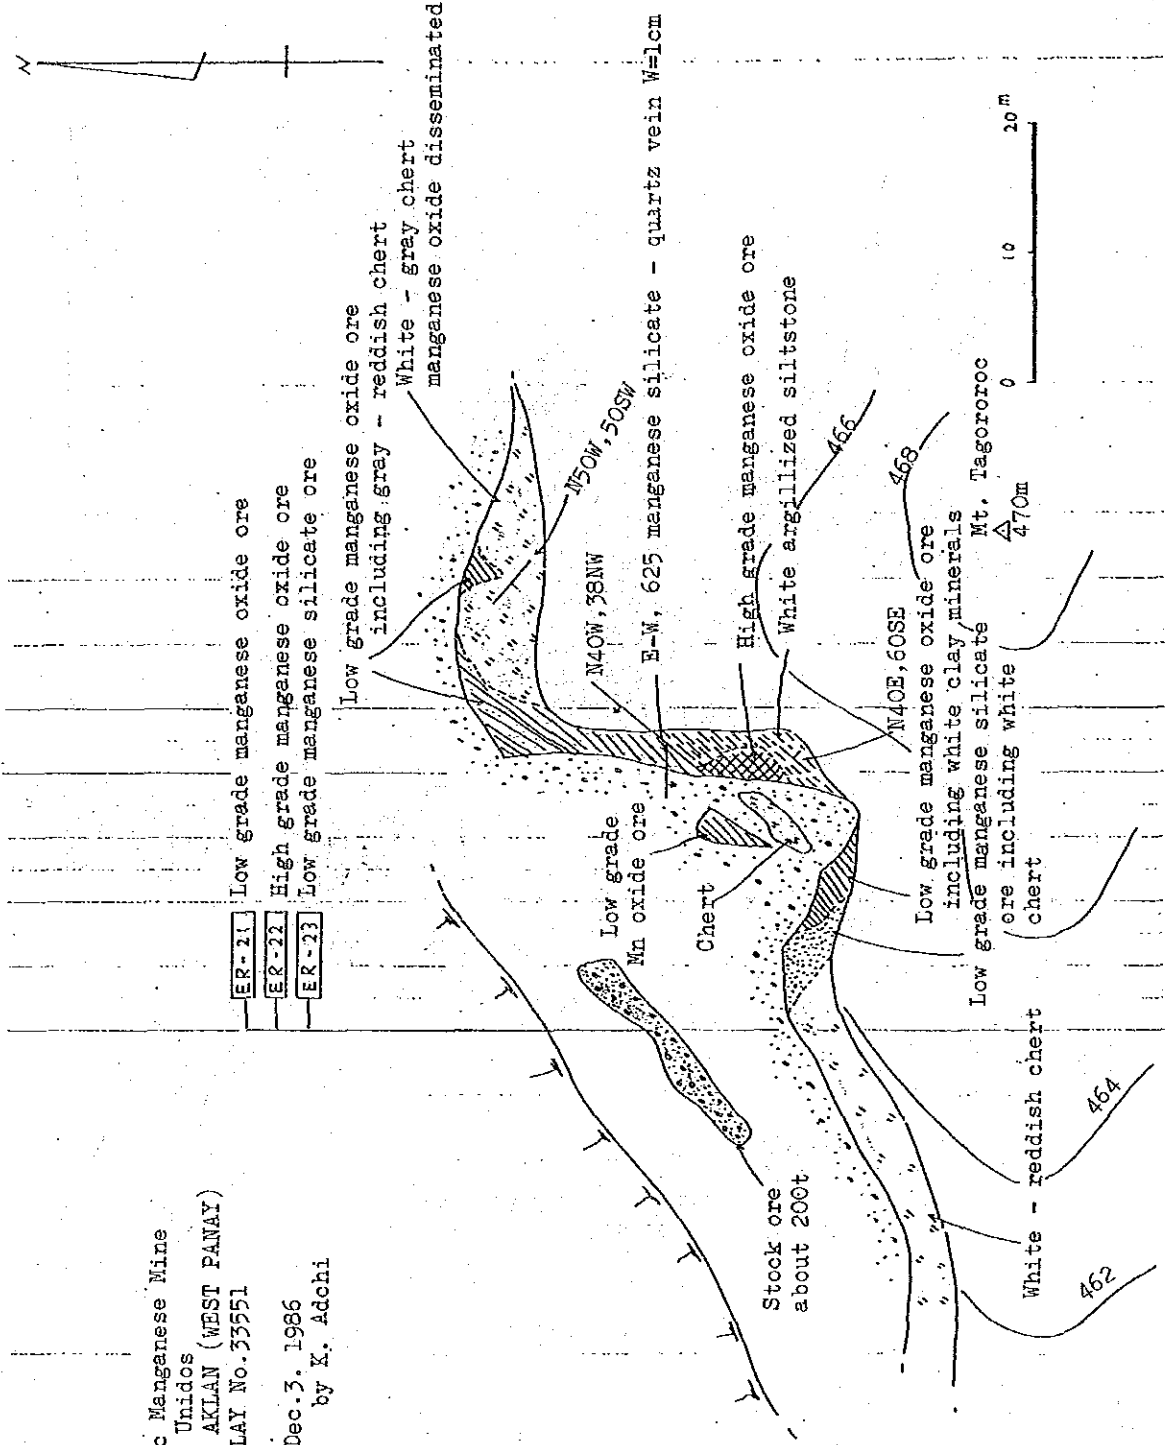 c Manganese Mine
Unidos
AKLAN (WEST PANAY)
LAY No.33551
Dec.3. 1986
by K. Adchi
ER-21 Low grade manganese oxide ore
ER-22 High grade manganese oxide ore
ER-23 Low grade manganese silicate ore
N
Low grade manganese oxide ore
including gray - reddish chert
White - gray chert
manganese oxide disseminated
N50W,50SW
N40W,38NW
E-W, 625 manganese silicate - quartz vein W=1cm
High grade manganese oxide ore
White argillized siltstone
N40E,60SE
Low grade
Mn oxide ore
Chert
Stock ore
about 200t
Low grade manganese oxide ore
including white clay minerals
Low grade manganese silicate
ore including white
chert
White - reddish chert
Mt. Tagororoc
470m
462
464
466
468
0 10 20 m